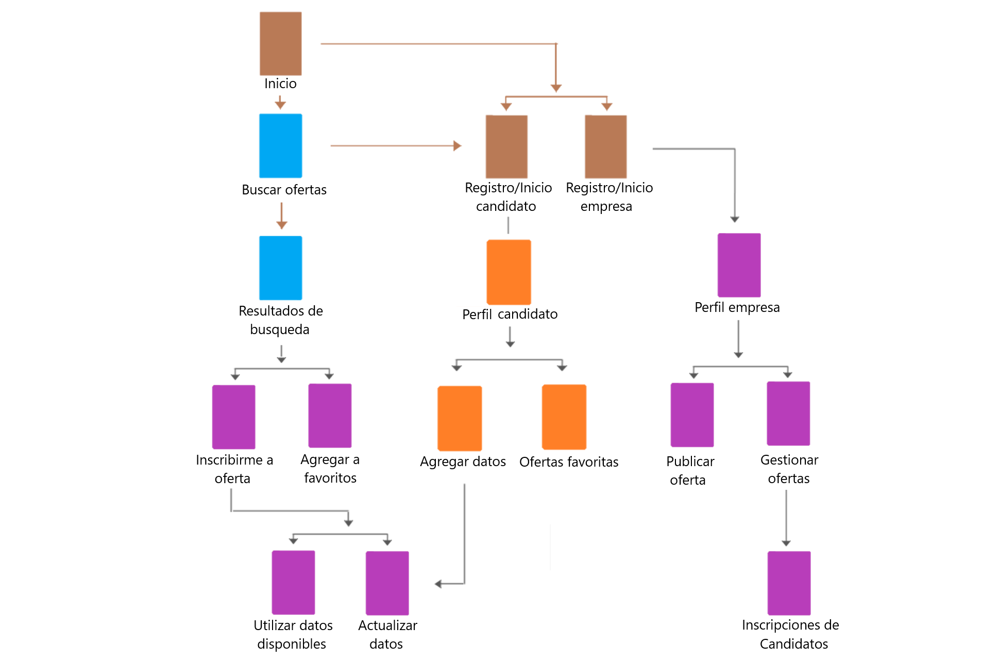 Inicio
Buscar ofertas
Registro/Inicio
candidato
Registro/Inicio
empresa
Resultados de
busqueda
Perfil candidato
Perfil empresa
Inscribirme a
oferta
Agregar a
favoritos
Agregar datos
Ofertas favoritas
Publicar
oferta
Gestionar
ofertas
Utilizar datos
disponibles
Actualizar
datos
Inscripciones de
Candidatos